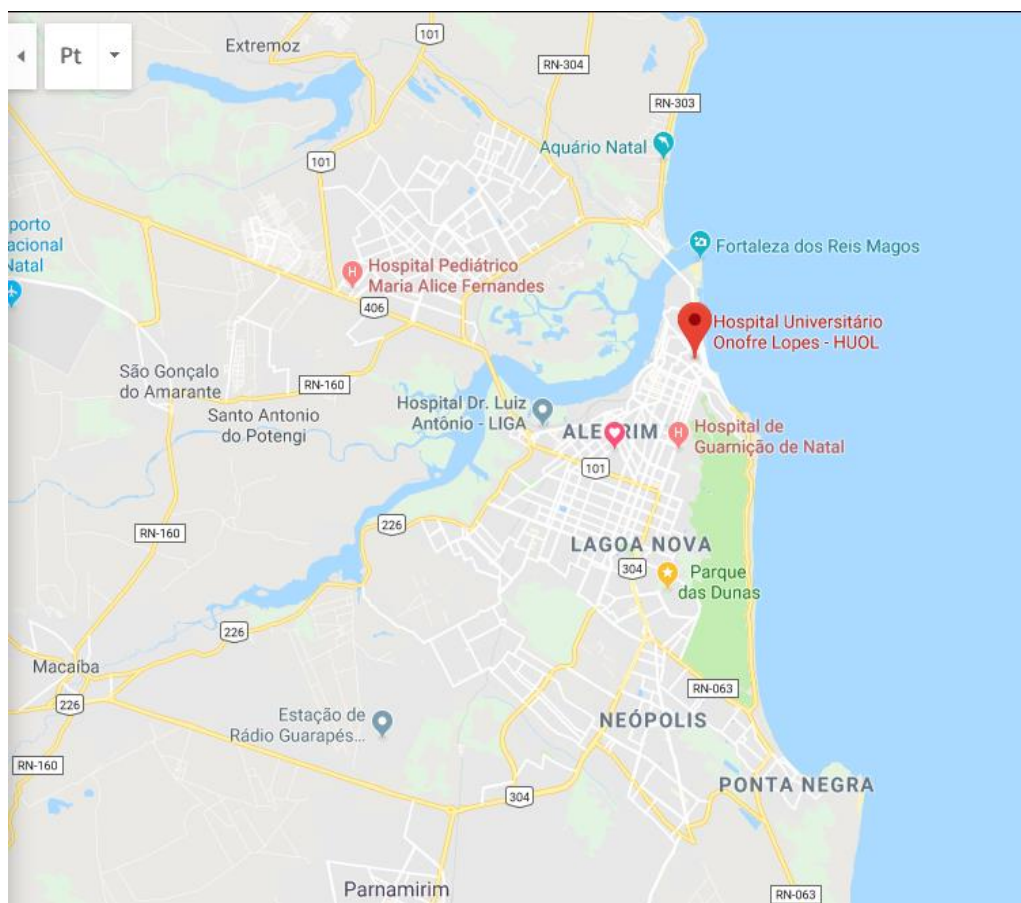 Pt
Extremoz
101
RN-304
RN-303
Aquário Natal
101
porto
acional
Natal
Fortaleza dos Reis Magos
Hospital Pediátrico
Maria Alice Fernandes
406
Hospital Universitário
Onofre Lopes - HUOL
São Gonçalo
do Amarante
RN-160
Santo Antonio
do Potengi
Hospital Dr. Luiz
Antônio - LIGA
ALECRIM
Hospital de
Guarnição de Natal
101
226
RN-160
LAGOA NOVA
304
Parque
das Dunas
226
Macaíba
226
RN-063
Estação de
Rádio Guarapés...
NEÓPOLIS
RN-160
304
PONTA NEGRA
Parnamirim
RN-063